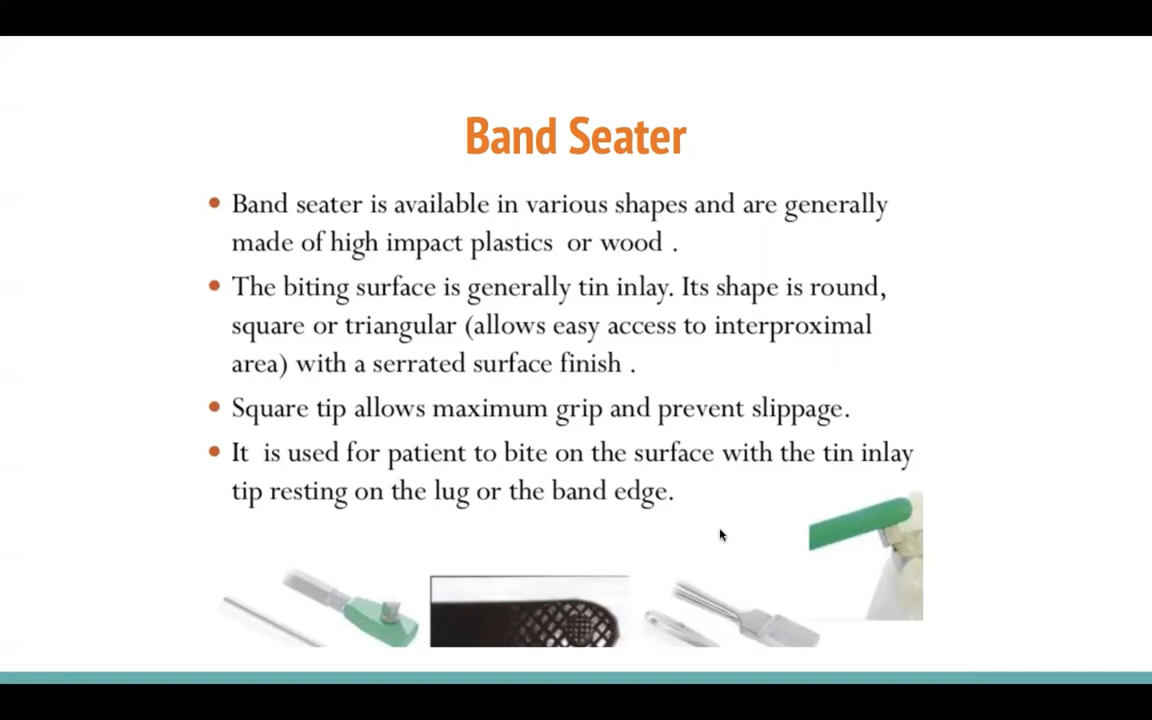 Band Seater
• Band seater is available in various shapes and are generally
made of high impact plastics  or wood .
• The biting surface is generally tin inlay. Its shape is round,
square or triangular (allows easy access to interproximal
area) with a serrated surface finish .
• Square tip allows maximum grip and prevent slippage.
• It  is used for patient to bite on the surface with the tin inlay
tip resting on the lug or the band edge.